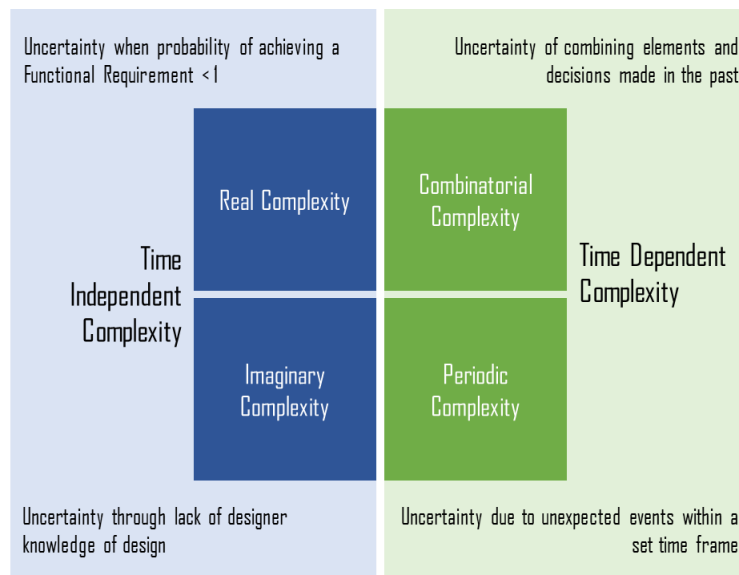 Uncertainty when probability of achieving a
Functional Requirement <1
Uncertainty of combining elements and
decisions made in the past
Real Complexity
Combinatorial
Complexity
Time
Independent
Complexity
Time Dependent
Complexity
Imaginary
Complexity
Periodic
Complexity
Uncertainty through lack of designer
knowledge of design
Uncertainty due to unexpected events within a
set time frame